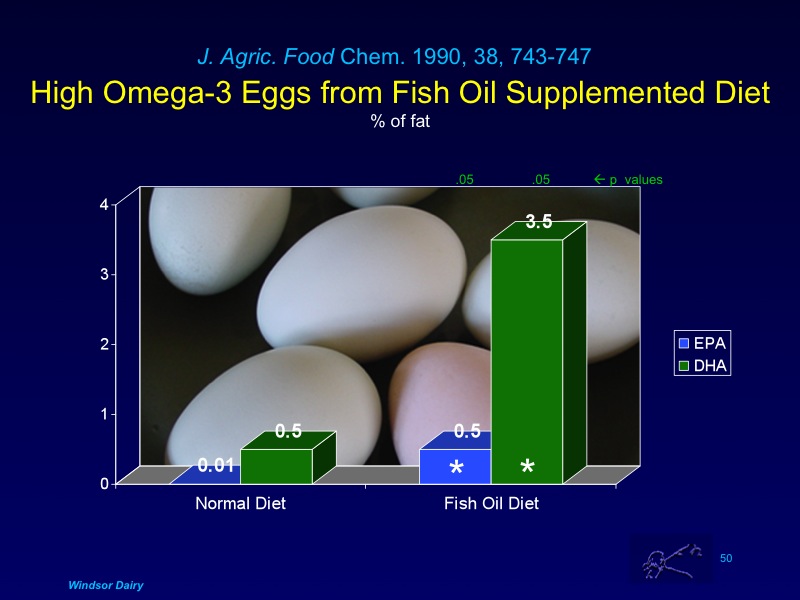 J. Agric. Food Chem. 1990, 38, 743-747
High Omega-3 Eggs from Fish Oil Supplemented Diet
% of fat
.05 .05 ← p values
4
3
2
1
0
3.5
0.5
0.5
0.01
* *
Normal Diet Fish Oil Diet
EPA
DHA
50
Windsor Dairy